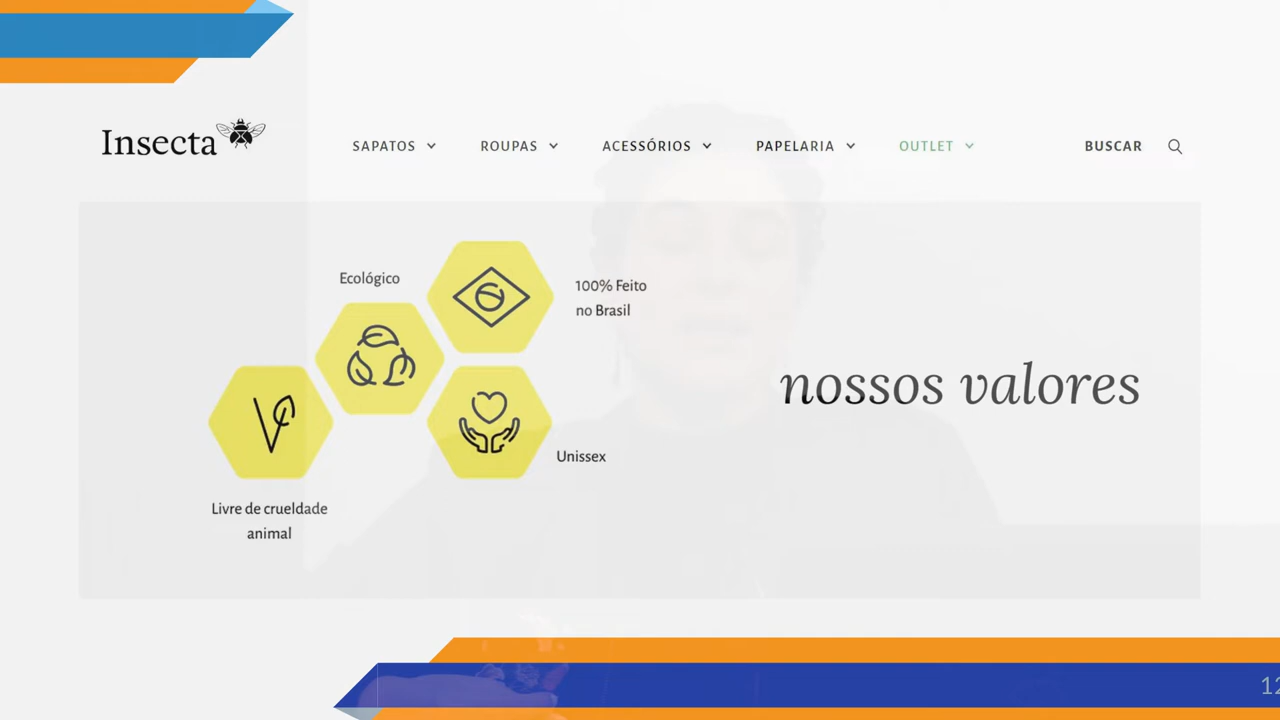 Insecta
SAPATOS
ROUPAS
ACESSÓRIOS
PAPELARIA
OUTLET
BUSCAR
Ecológico
100% Feito
no Brasil
nossos valores
Unissex
Livre de crueldade
animal
12